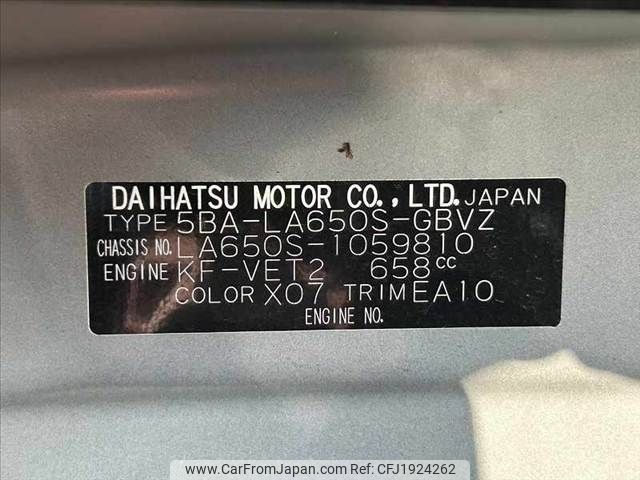 DAIHATSU MOTOR CO.,LTD. JAPAN
TYPE 5BA-LA650S-GBVZ
CHASSIS NO. LA650S-1059810
ENGINE KF-VET2 658CC
COLOR X07 TRIM EA10
ENGINE NO.
www.CarFromJapan.com REF: CFJ1924262